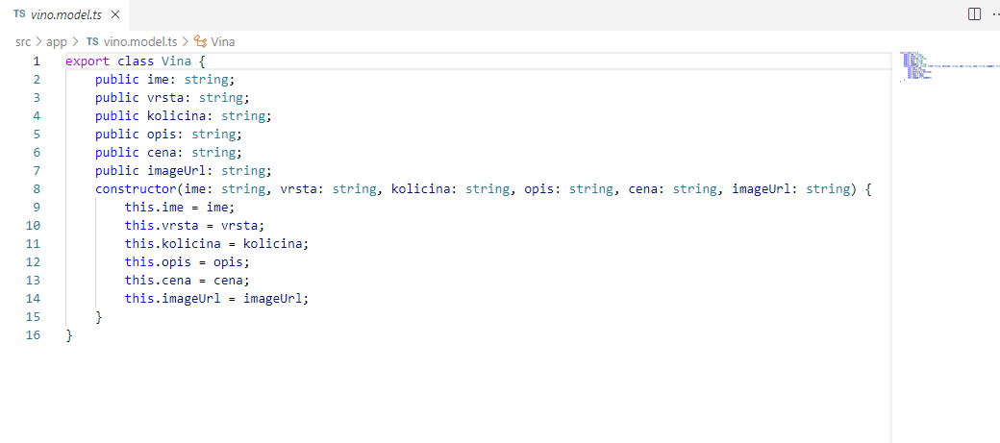 TS vino.model.ts ×
src > app > TS vino.model.ts > Vina
1 export class Vina {
2 public ime: string;
3 public vrsta: string;
4 public kolicina: string;
5 public opis: string;
6 public cena: string;
7 public imageUrl: string;
8 constructor(ime: string, vrsta: string, kolicina: string, opis: string, cena: string, imageUrl: string) {
9 this.ime = ime;
10 this.vrsta = vrsta;
11 this.kolicina = kolicina;
12 this.opis = opis;
13 this.cena = cena;
14 this.imageUrl = imageUrl;
15 }
16 }